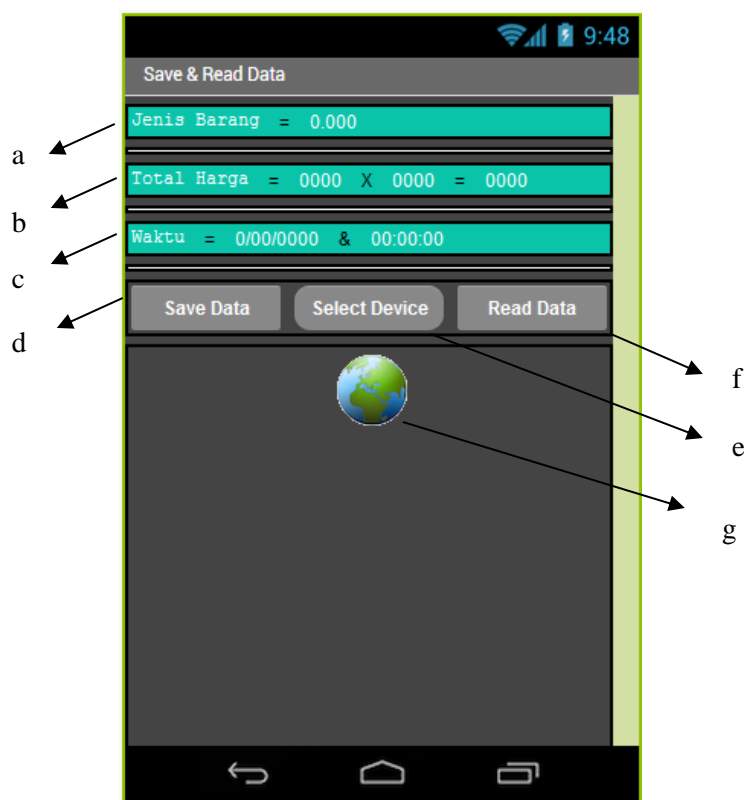 9:48
Save & Read Data
a
Jenis Barang = 0.000
b
Total Harga = 0000 X 0000 = 0000
c
Waktu = 0/00/0000 & 00:00:00
d
Save Data Select Device Read Data
f
e
g